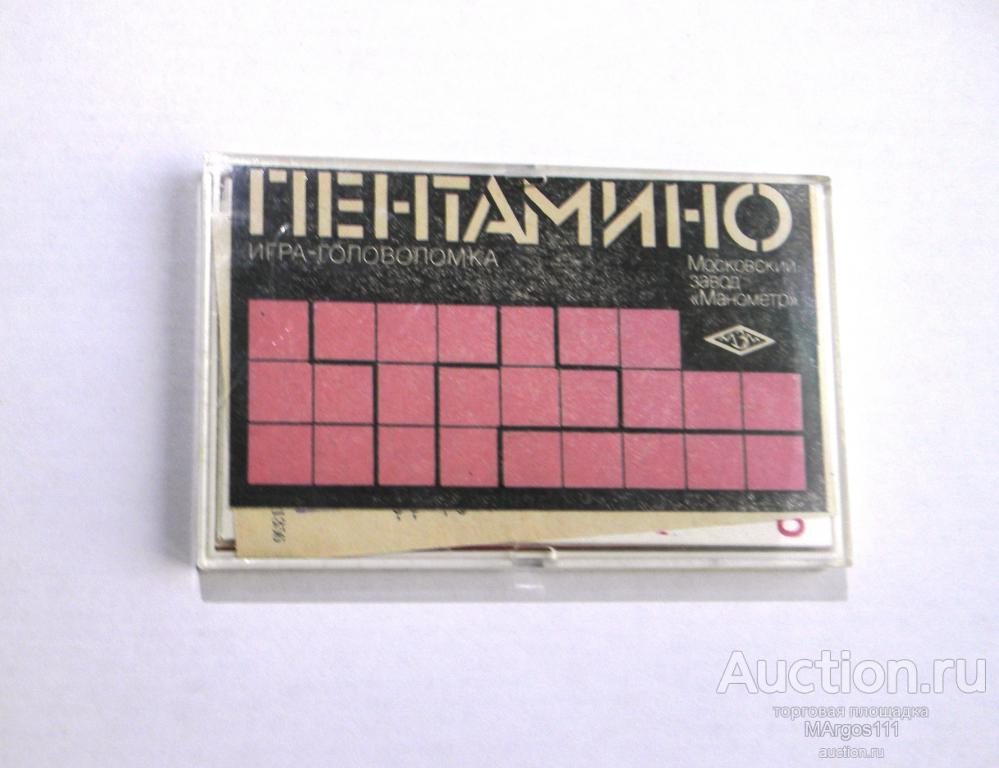 ПЕНТАМИНО
ИГРА-ГОЛОВОЛОМКА
Московский
завод
«Манометр»
Auction.ru
торговая площадка
MArgos111
auction.ru